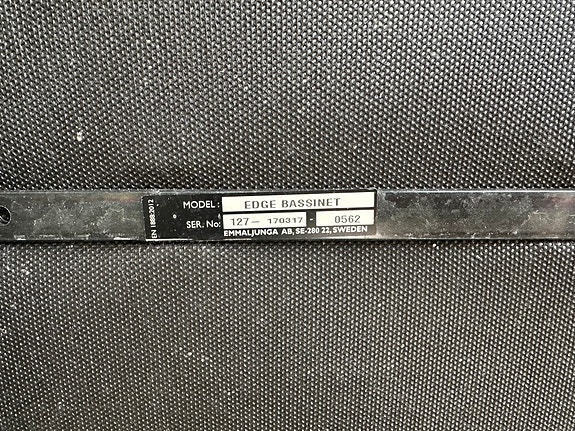 EN 1888:2012
MODEL: EDGE BASSINET
SER. No: 127- 170317 - 0562
EMMALJUNGA AB, SE-280 22, SWEDEN